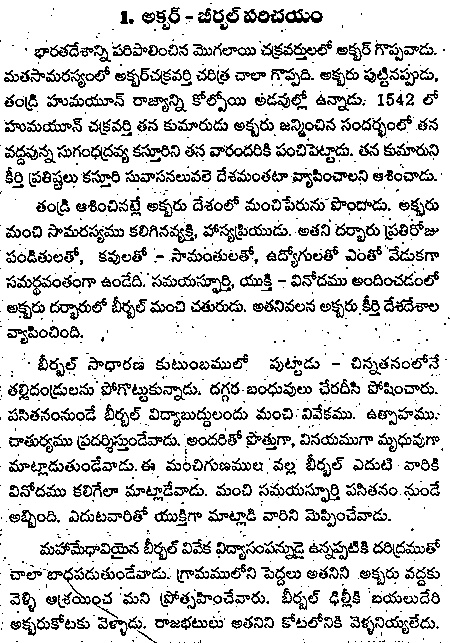 1. అక్బర్ - బీర్బల్ పరిచయం
భారతదేశాన్ని పరిపాలించిన మొగలాయి చక్రవర్తులలో అక్బర్ గొప్పవాడు.
మతసామరస్యంలో అక్బర్‌చక్రవర్తి చరిత్ర చాలా గొప్పది. అక్బరు పుట్టినప్పుడు,
తండ్రి హుమయూన్ రాజ్యాన్ని కోల్పోయి అడవుల్లో ఉన్నాడు. 1542 లో
హుమయూన్ చక్రవర్తి తన కుమారుడు అక్బరు జన్మించిన సందర్భంలో తన
వద్దవున్న సుగంధద్రవ్య కస్తూరిని తన వారందరికి పంచిపెట్టాడు. తన కుమారుని
కీర్తి ప్రతిష్టలు కస్తూరి సువాసనలువలె దేశమంతటా వ్యాపించాలని ఆశించాడు.
తండ్రి ఆశించినట్లే అక్బరు దేశంలో మంచిపేరును పొందాడు. అక్బరు
మంచి సామరస్యము కలిగినవ్యక్తి, హాస్యప్రియుడు. అతని దర్బారు ప్రతిరోజు
పండితులతో, కవులతో - సామంతులతో, ఉద్యోగులతో ఎంతో వేడుకగా
సమర్థవంతంగా ఉండేది. సమయస్ఫూర్తి, యుక్తి - వినోదము అందించడంలో
అక్బరు దర్బారులో బీర్బల్ మంచి చతురుడు. అతనివలన అక్బరు కీర్తి దేశదేశాల
వ్యాపించింది.
బీర్బల్ సాధారణ కుటుంబములో పుట్టాడు - చిన్నతనంలోనే
తల్లిదండ్రులను పోగొట్టుకున్నాడు. దగ్గర బంధువులు చేరదీసి పోషించారు.
పసితనంనుండే బీర్బల్ విద్యాబుద్ధులందు మంచి వివేకము. ఉత్సాహము.
చాతుర్యము ప్రదర్శిస్తుండేవాడు. అందరితో పొత్తుగా, వినయముగా మృధువుగా
మాట్లాడుతుండేవాడు. ఈ మంచిగుణముల వల్ల బీర్బల్ ఎదుటి వారికి
వినోదము కలిగేలా మాట్లాడేవాడు. మంచి సమయస్ఫూర్తి పసితనం నుండే
అబ్బింది. ఎదుటవారితో యుక్తిగా మాట్లాడి వారిని మెప్పించేవాడు.
మహామేధావియైన బీర్బల్ వివేక విద్యాసంపన్నుడై ఉన్నప్పటికి దరిద్రముతో
చాలా బాధపడుతుండేవాడు. గ్రామములోని పెద్దలు అతనిని అక్బరు వద్దకు
వెళ్ళి ఆశ్రయించ మని ప్రోత్సహించేవారు. బీర్బల్ ఢిల్లీకి బయలుదేరి
అక్బరుకోటకు వెళ్ళాడు. రాజభటులు అతనిని కోటలోనికి వెళ్ళనియ్యలేదు.